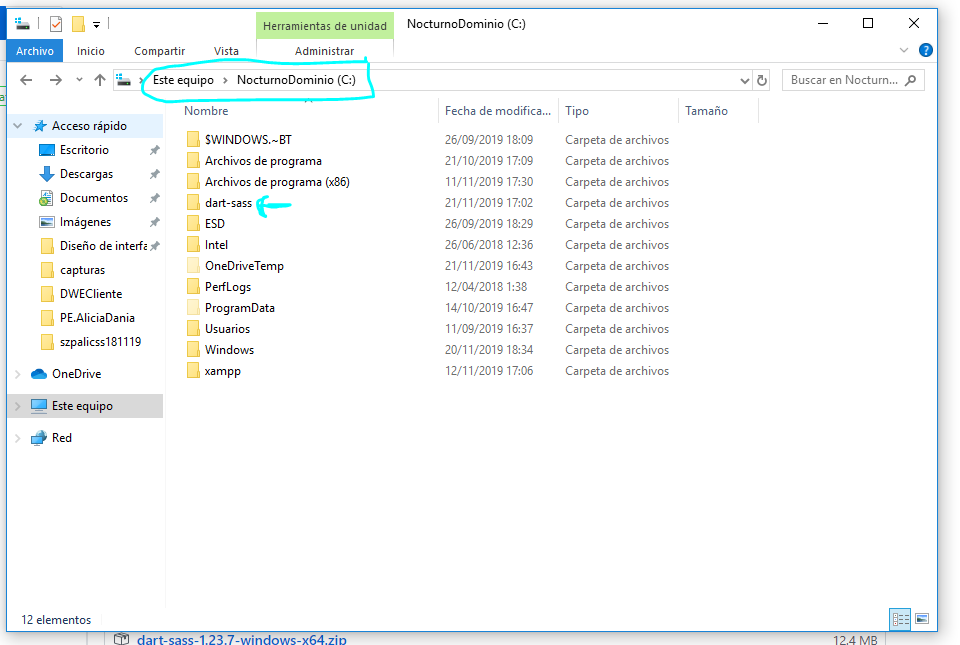 Herramientas de unidad NocturnoDominio (C:)
Archivo Inicio Compartir Vista Administrar
Este equipo NocturnoDominio (C:) Buscar en Nocturn...
Nombre Fecha de modifica... Tipo Tamaño
Acceso rápido
Escritorio
Descargas
Documentos
Imágenes
Diseño de interfa
capturas
DWECliente
PE.AliciaDania
szpalicss181119
OneDrive
Este equipo
Red
$WINDOWS.~BT 26/09/2019 18:09 Carpeta de archivos
Archivos de programa 21/10/2019 17:09 Carpeta de archivos
Archivos de programa (x86) 11/11/2019 17:30 Carpeta de archivos
dart-sass 21/11/2019 17:02 Carpeta de archivos
ESD 26/09/2019 18:29 Carpeta de archivos
Intel 26/06/2018 12:36 Carpeta de archivos
OneDriveTemp 21/11/2019 16:43 Carpeta de archivos
PerfLogs 12/04/2018 1:38 Carpeta de archivos
ProgramData 14/10/2019 16:47 Carpeta de archivos
Usuarios 11/09/2019 16:37 Carpeta de archivos
Windows 20/11/2019 18:34 Carpeta de archivos
xampp 12/11/2019 17:06 Carpeta de archivos
12 elementos
dart-sass-1.23.7-windows-x64.zip 12.4 MB